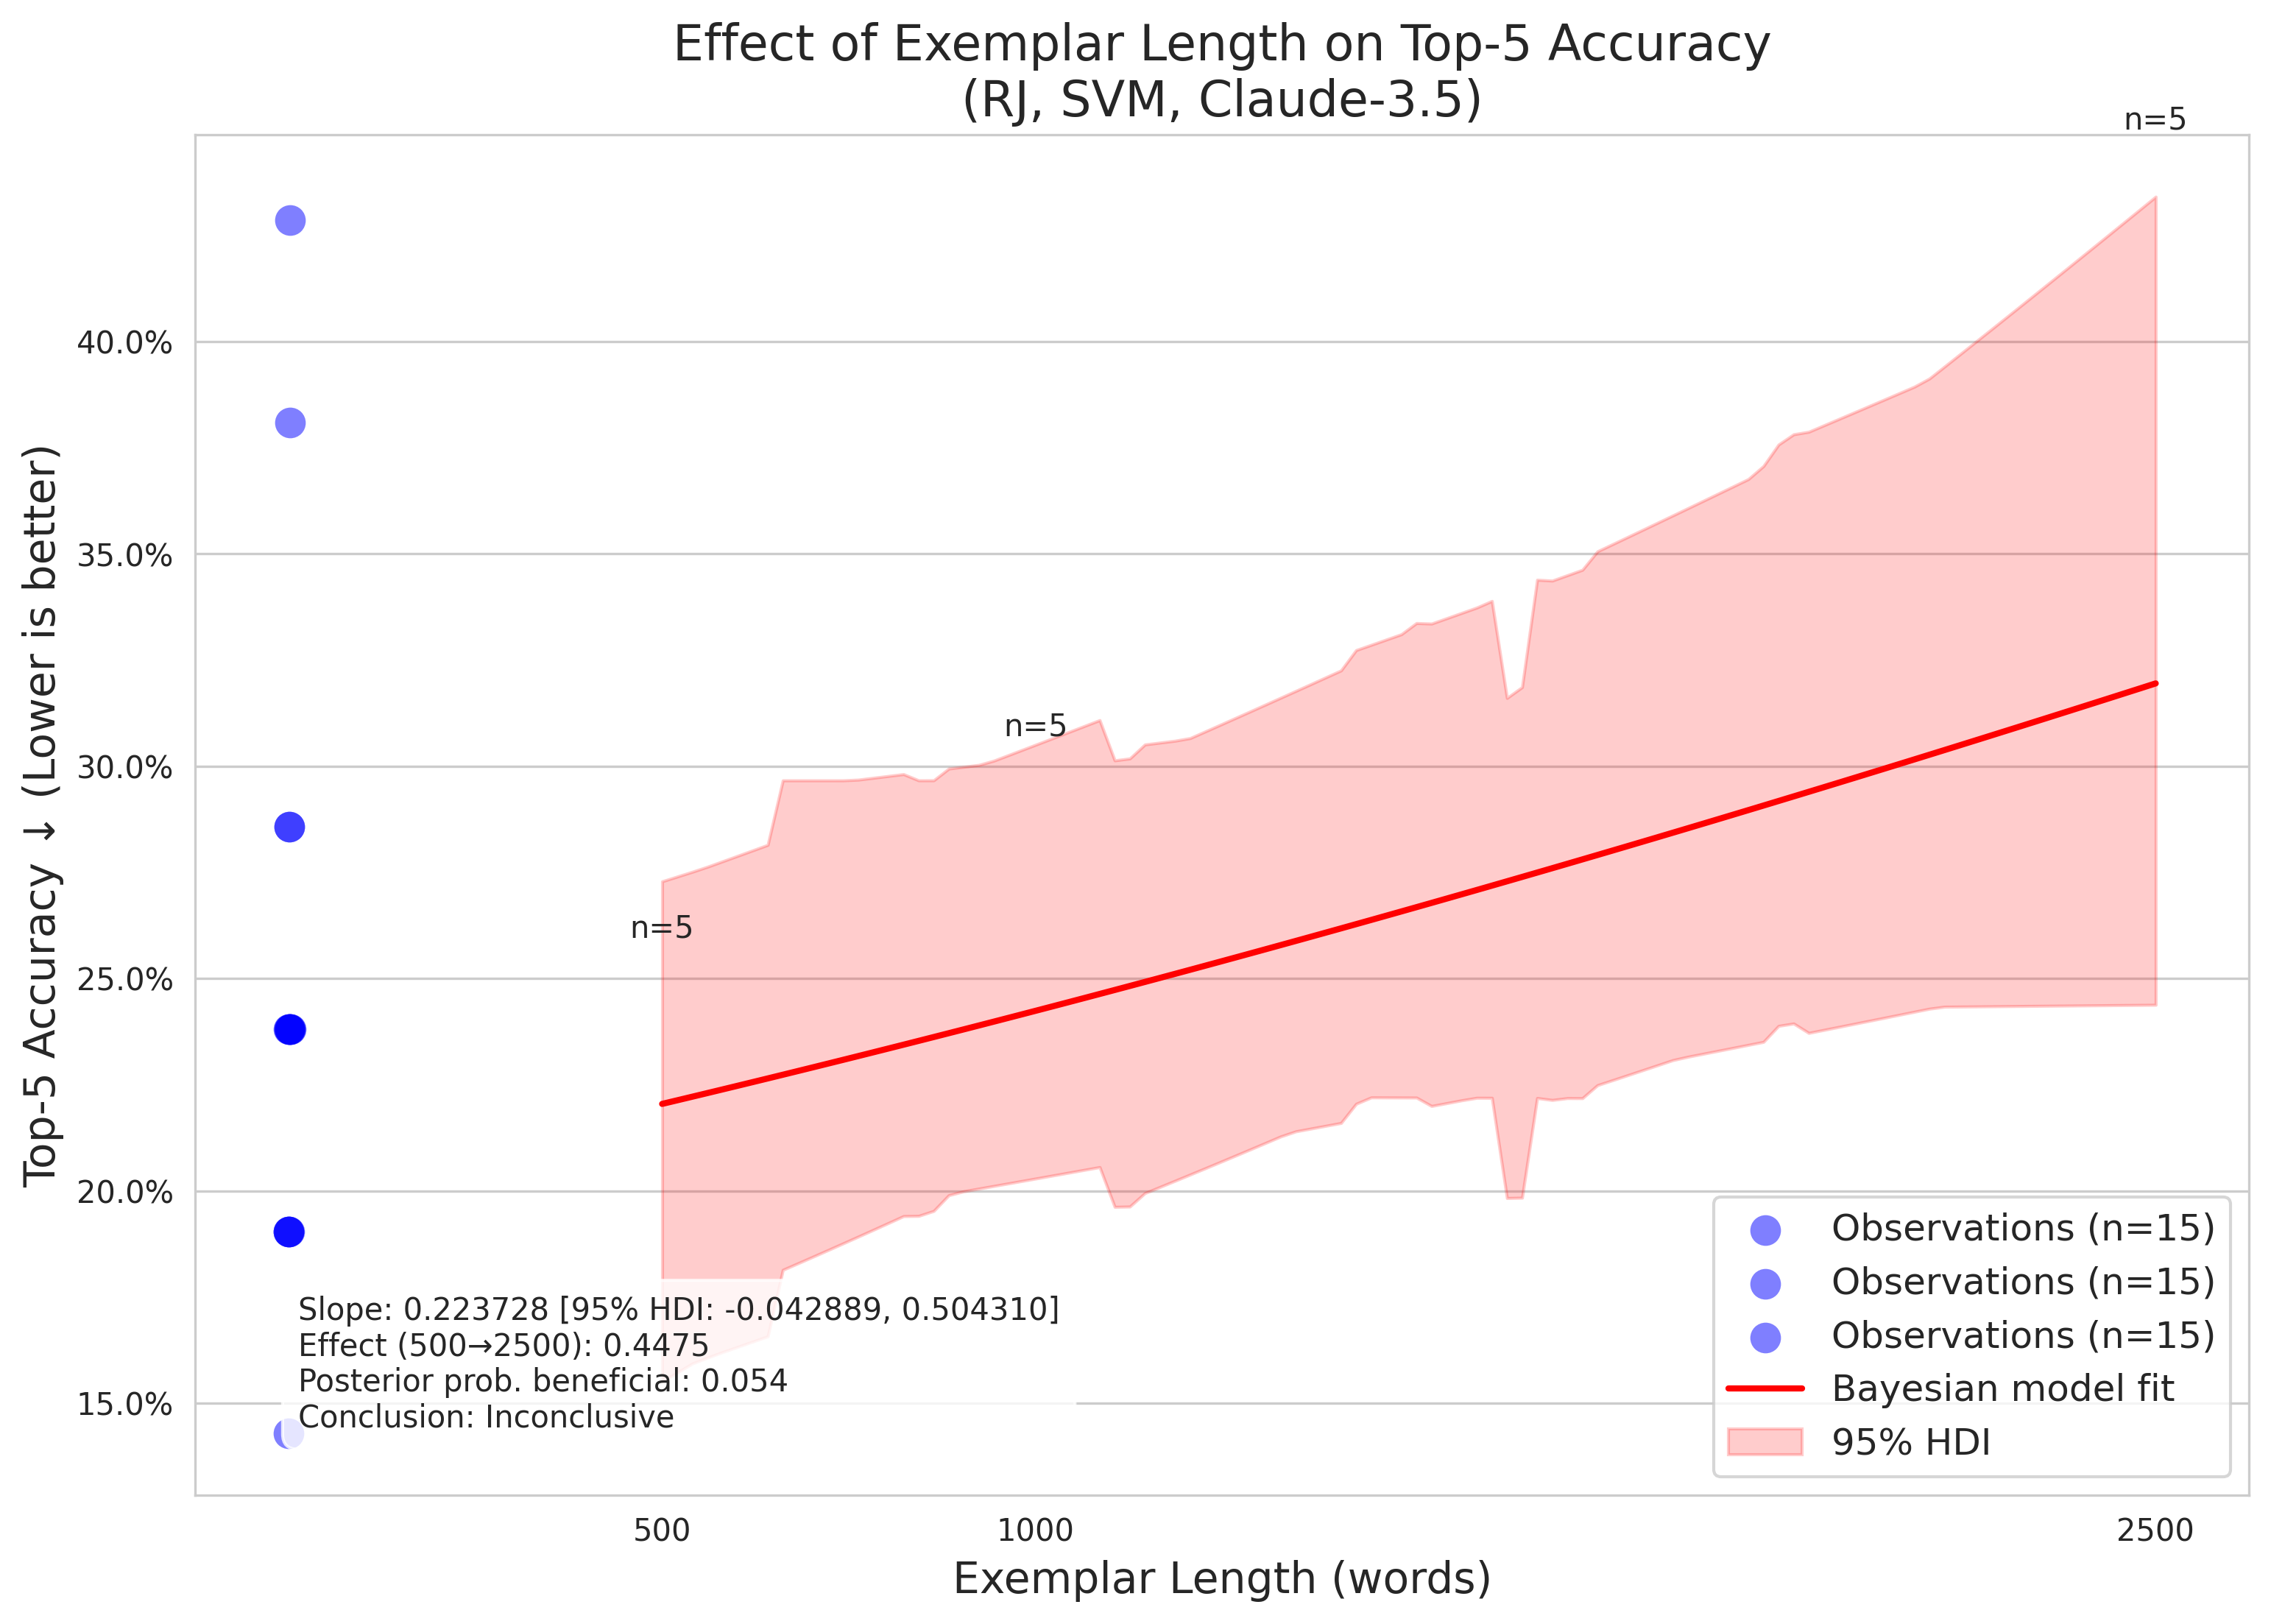 Effect of Exemplar Length on Top-5 Accuracy
(RJ, SVM, Claude-3.5)
n=5
n=5
n=5
Top-5 Accuracy ↓ (Lower is better)
40.0%
35.0%
30.0%
25.0%
20.0%
15.0%
Slope: 0.223728 [95% HDI: -0.042889, 0.504310]
Effect (500→2500): 0.4475
Posterior prob. beneficial: 0.054
Conclusion: Inconclusive
Observations (n=15)
Observations (n=15)
Observations (n=15)
Bayesian model fit
95% HDI
500
1000
2500
Exemplar Length (words)